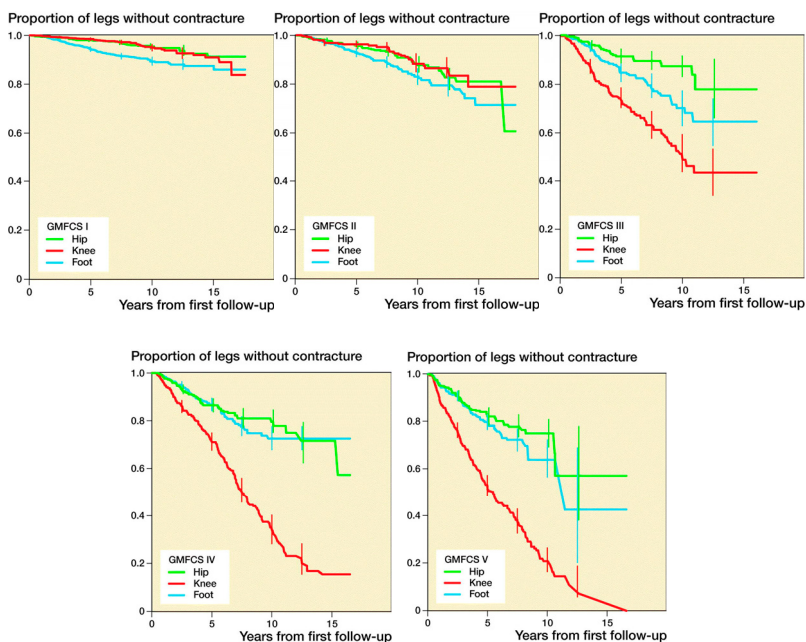 Proportion of legs without contracture
1.0
0.8
0.6
0.4
0.2
0
GMFCS I
Hip
Knee
Foot
0 5 10 15
Years from first follow-up
Proportion of legs without contracture
1.0
0.8
0.6
0.4
0.2
0
GMFCS II
Hip
Knee
Foot
0 5 10 15
Years from first follow-up
Proportion of legs without contracture
1.0
0.8
0.6
0.4
0.2
0
GMFCS III
Hip
Knee
Foot
0 5 10 15
Years from first follow-up
Proportion of legs without contracture
1.0
0.8
0.6
0.4
0.2
0
GMFCS IV
Hip
Knee
Foot
0 5 10 15
Years from first follow-up
Proportion of legs without contracture
1.0
0.8
0.6
0.4
0.2
0
GMFCS V
Hip
Knee
Foot
0 5 10 15
Years from first follow-up